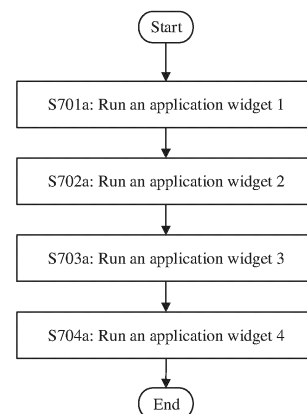 Start
S701a: Run an application widget 1
S702a: Run an application widget 2
S703a: Run an application widget 3
S704a: Run an application widget 4
End